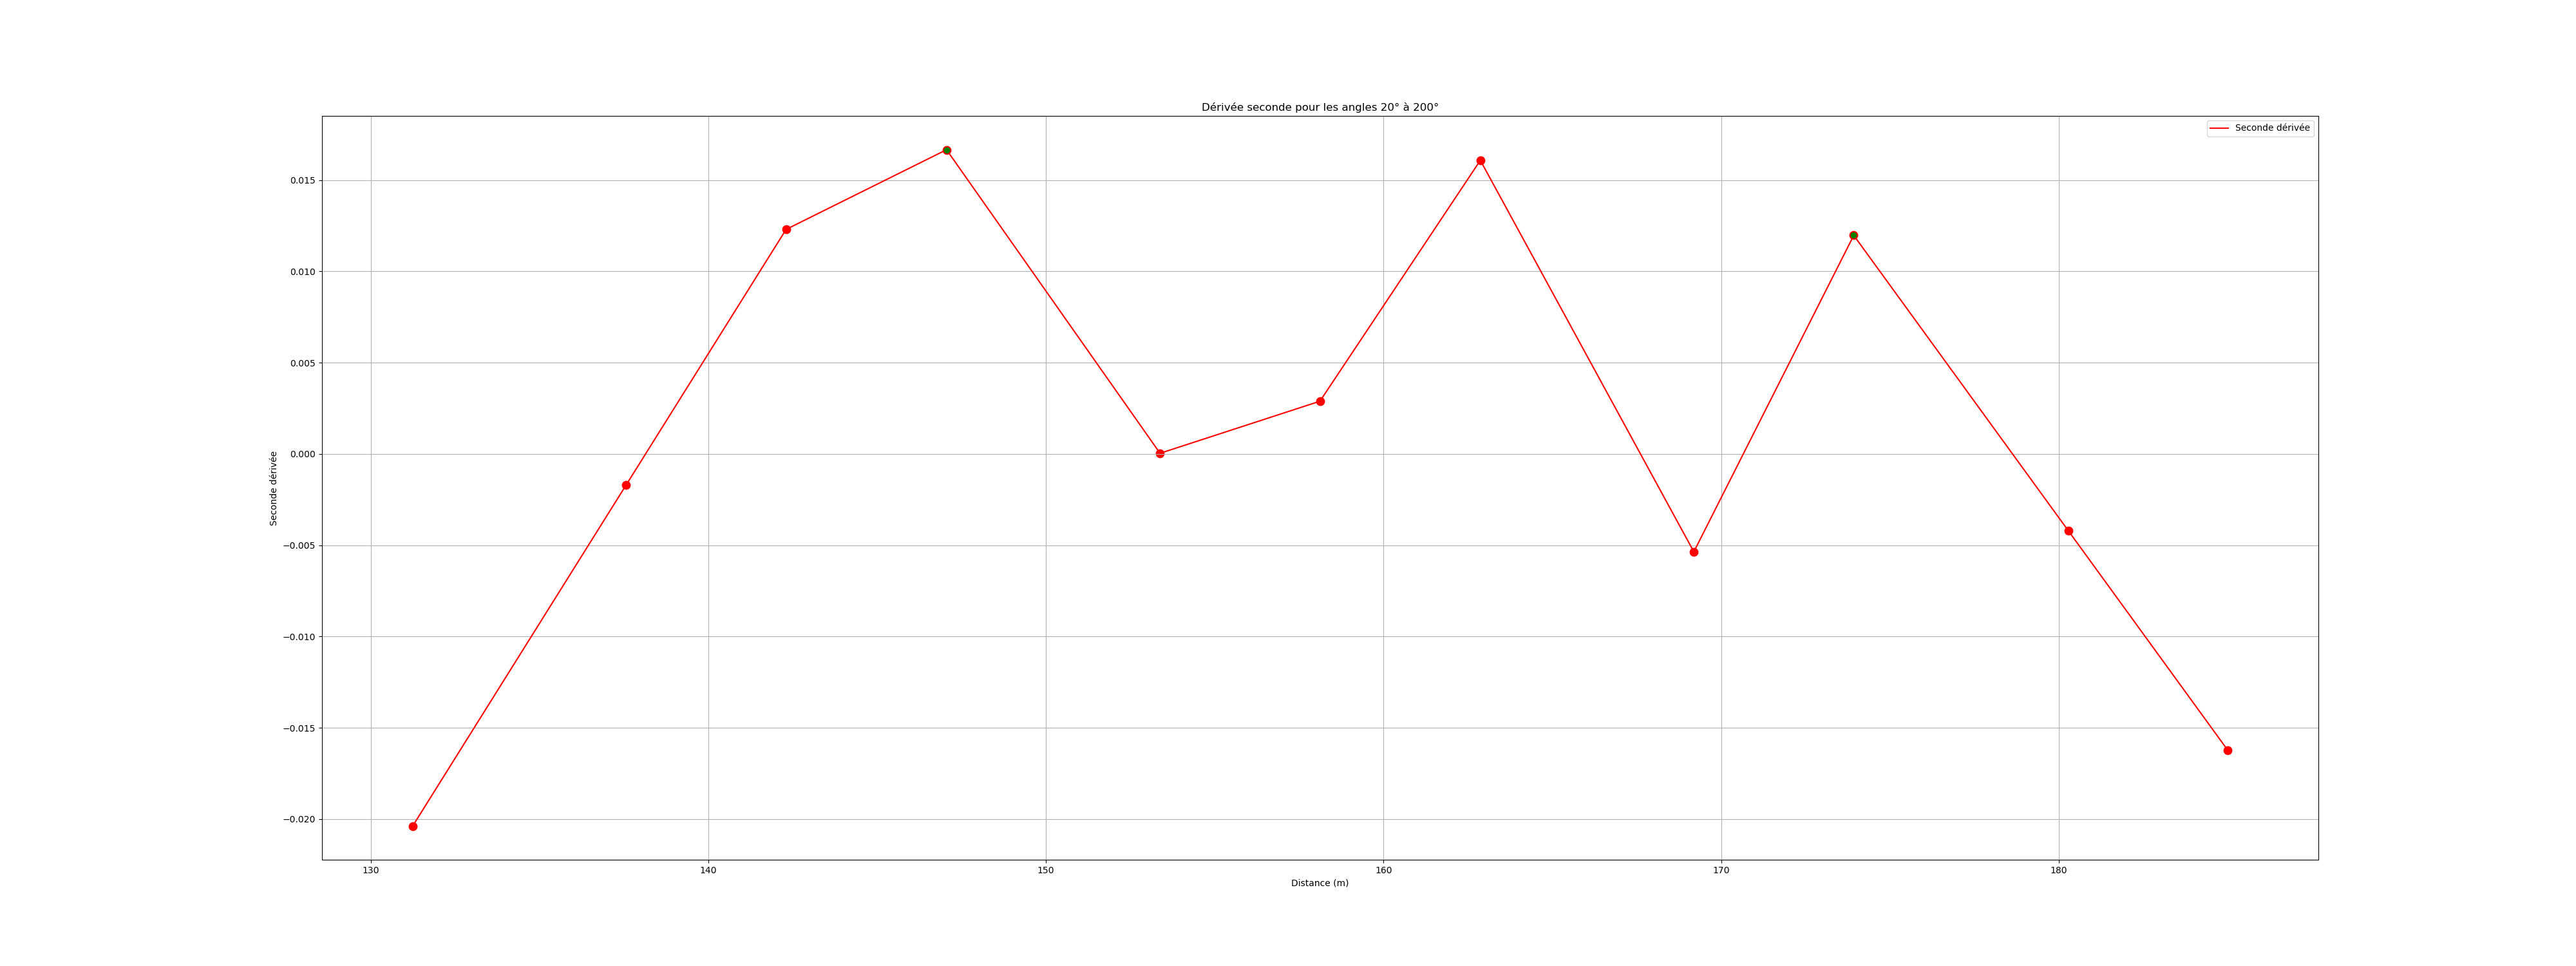 Dérivée seconde pour les angles 20° à 200°
Seconde dérivée
0.015
0.010
0.005
0.000
−0.005
−0.010
−0.015
−0.020
Seconde dérivée
130 140 150 160 170 180
Distance (m)